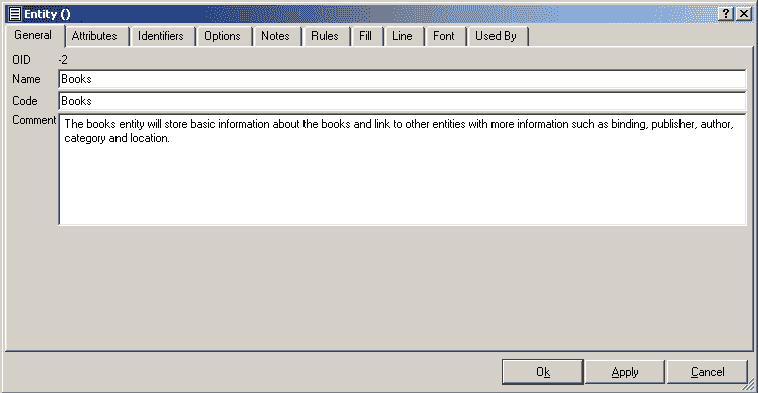 Entity ()
General Attributes Identifiers Options Notes Rules Fill Line Font Used By
OID -2
Name Books
Code Books
Comment The books entity will store basic information about the books and link to other entities with more information such as binding, publisher, author,
category and location.
Ok Apply Cancel